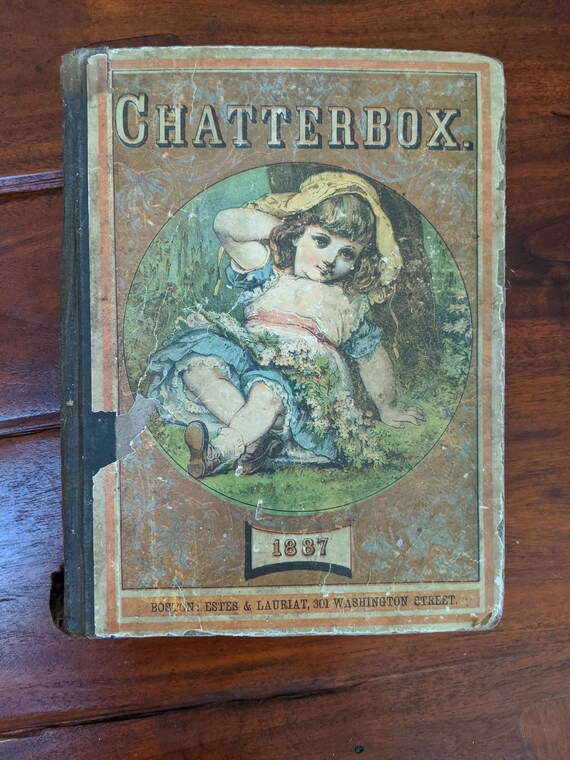 CHATTERBOX.
1887
BOSTON: ESTES & LAURIAT, 301 WASHINGTON STREET.